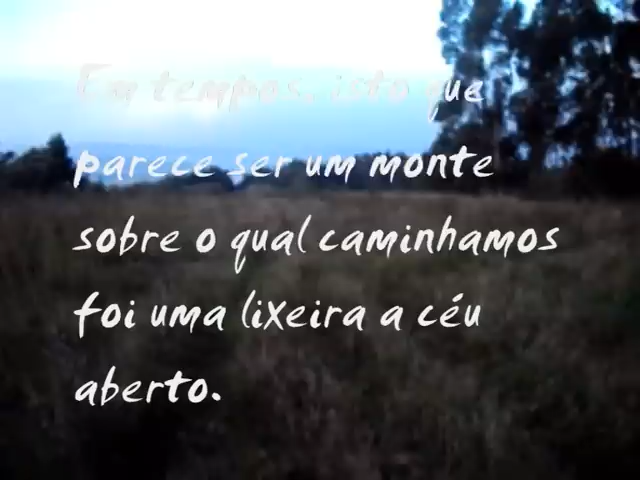 Em tempos, isto que
parece ser um monte
sobre o qual caminhamos
foi uma lixeira a céu
aberto.